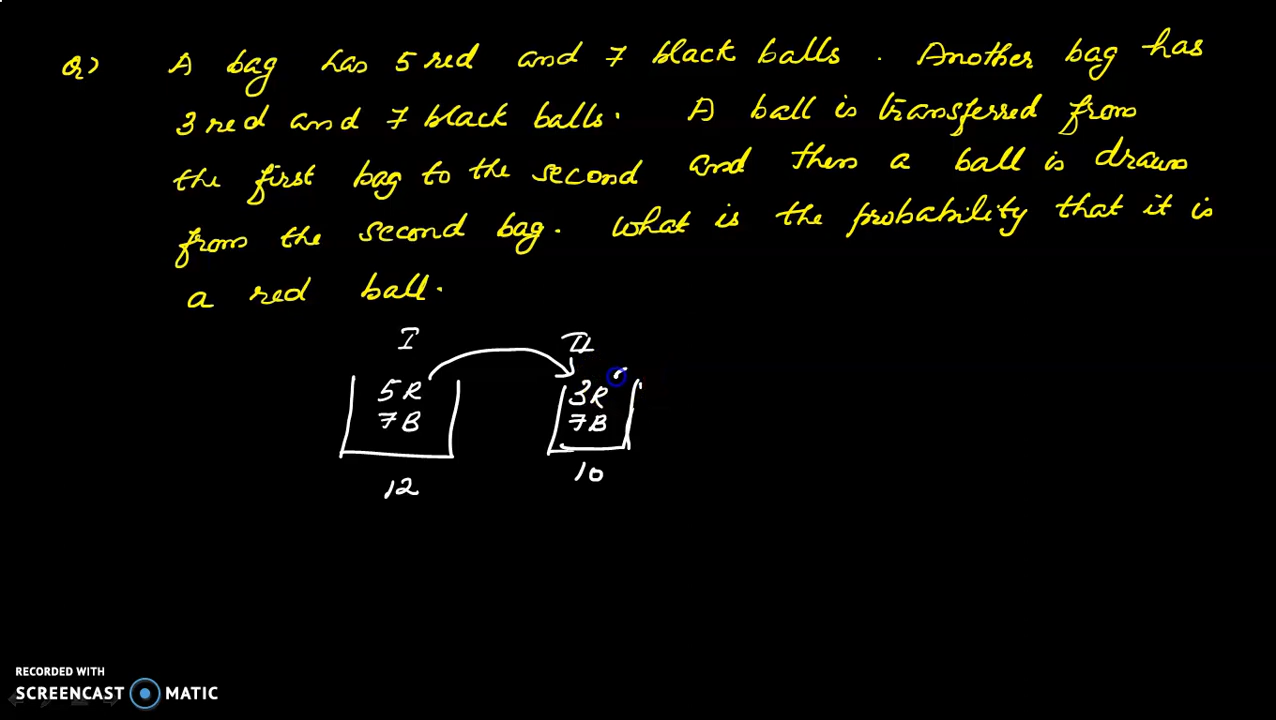 Q) A bag has 5 red and 7 black balls. Another bag has
3 red and 7 black balls. A ball is transferred from
the first bag to the second and then a ball is drawn
from the second bag. What is the probability that it is
a red ball.
I II
5R 3R
7B 7B
12 10
RECORDED WITH
SCREENCAST MATIC